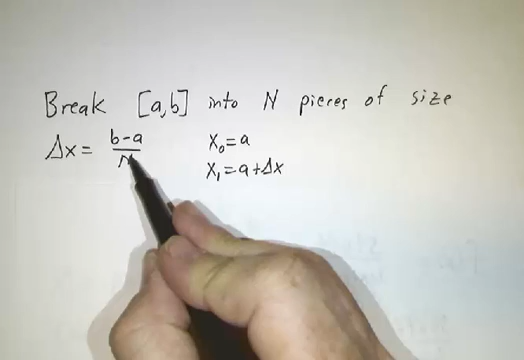 Break [a,b] into N pieces of size
Δx = b-a / N
x₀ = a
x₁ = a + Δx